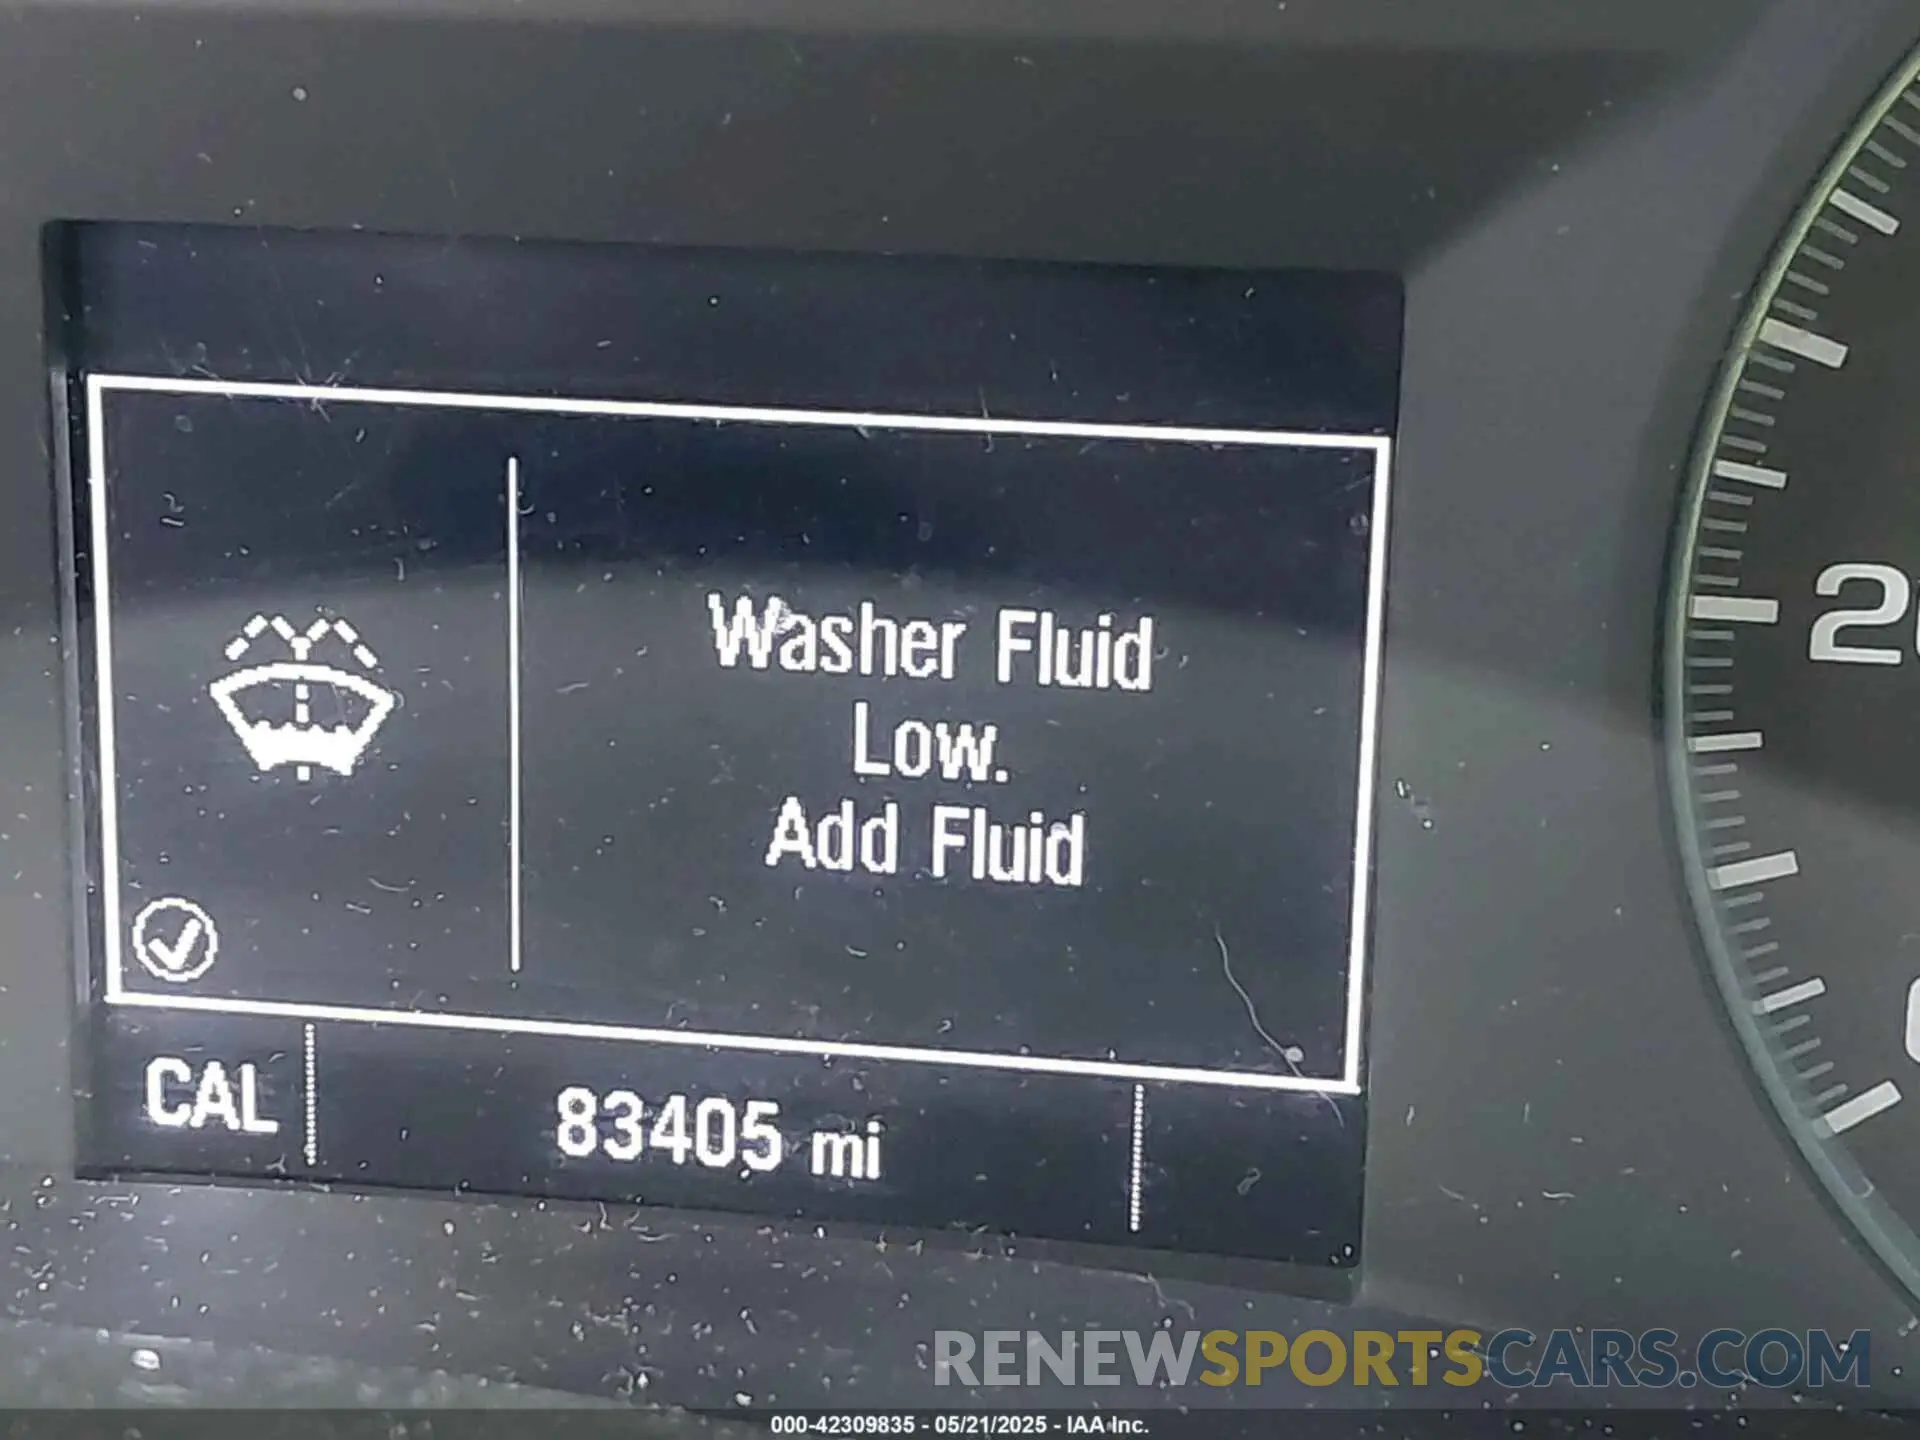 Washer Fluid
Low.
Add Fluid
CAL
83405 mi
RENEWSPORTSCARS.COM
000-42309835 - 05/21/2025 - IAA Inc.